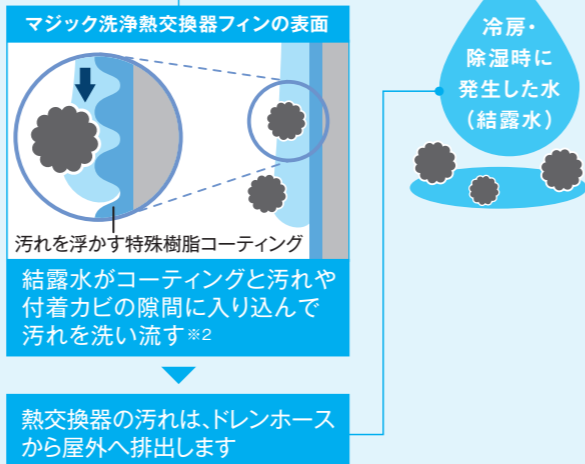 マジック洗浄熱交換器フィンの表面
汚れを浮かす特殊樹脂コーティング
結露水がコーティングと汚れや
付着カビの隙間に入り込んで
汚れを洗い流す※2
熱交換器の汚れは、ドレンホース
から屋外へ排出します
冷房・
除湿時に
発生した水
(結露水)